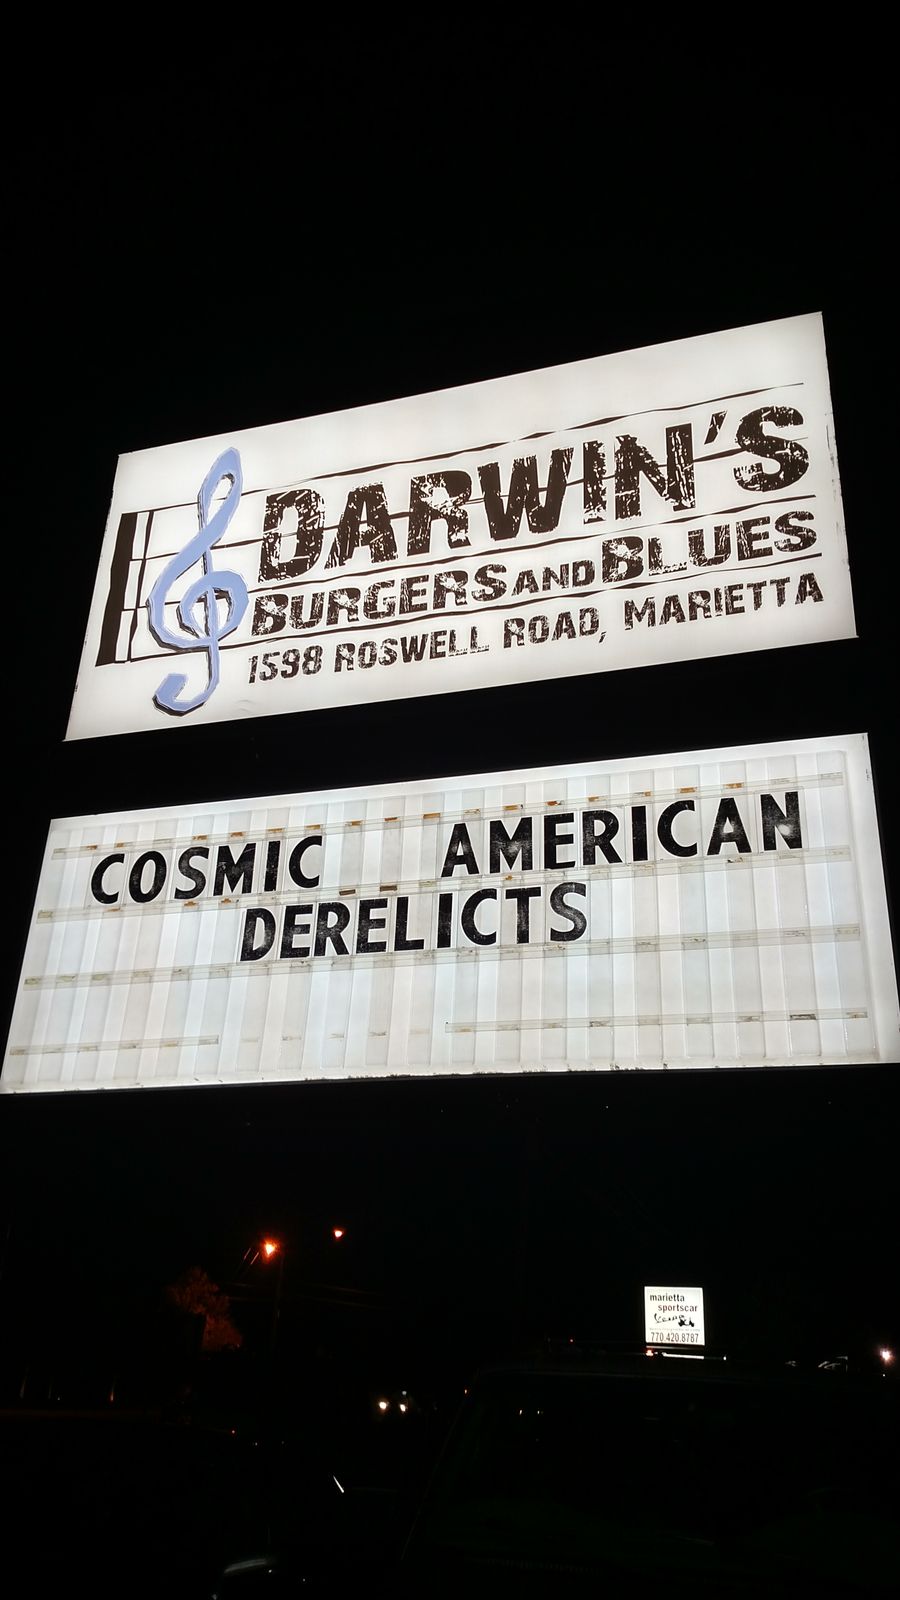 DARWIN'S
BURGERS AND BLUES
1598 ROSWELL ROAD, MARIETTA
COSMIC AMERICAN
DERELICTS
marietta
sportscar
770.420.8787